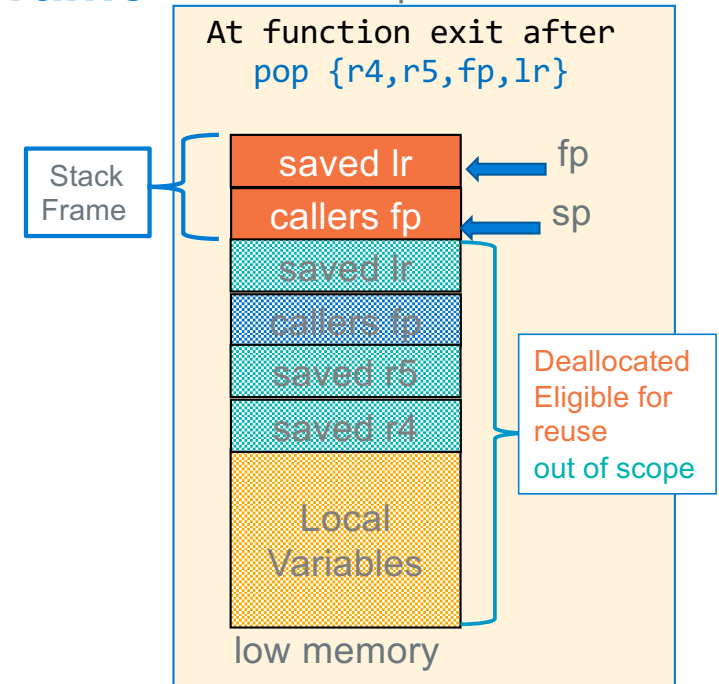 At function exit after
pop {r4,r5,fp,lr}
saved lr
fp
Stack
Frame
callers fp
sp
saved lr
callers fp
saved r5
saved r4
Deallocated
Eligible for
reuse
out of scope
Local
Variables
low memory